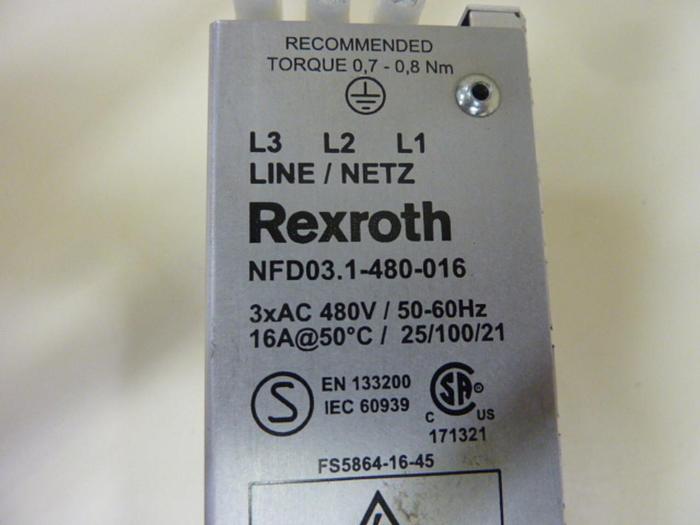 RECOMMENDED
TORQUE 0,7 - 0,8 Nm
L3 L2 L1
LINE / NETZ
Rexroth
NFD03.1-480-016
3xAC 480V / 50-60Hz
16A@50°C / 25/100/21
S EN 133200
IEC 60939
SA ®
C US
171321
FS5864-16-45